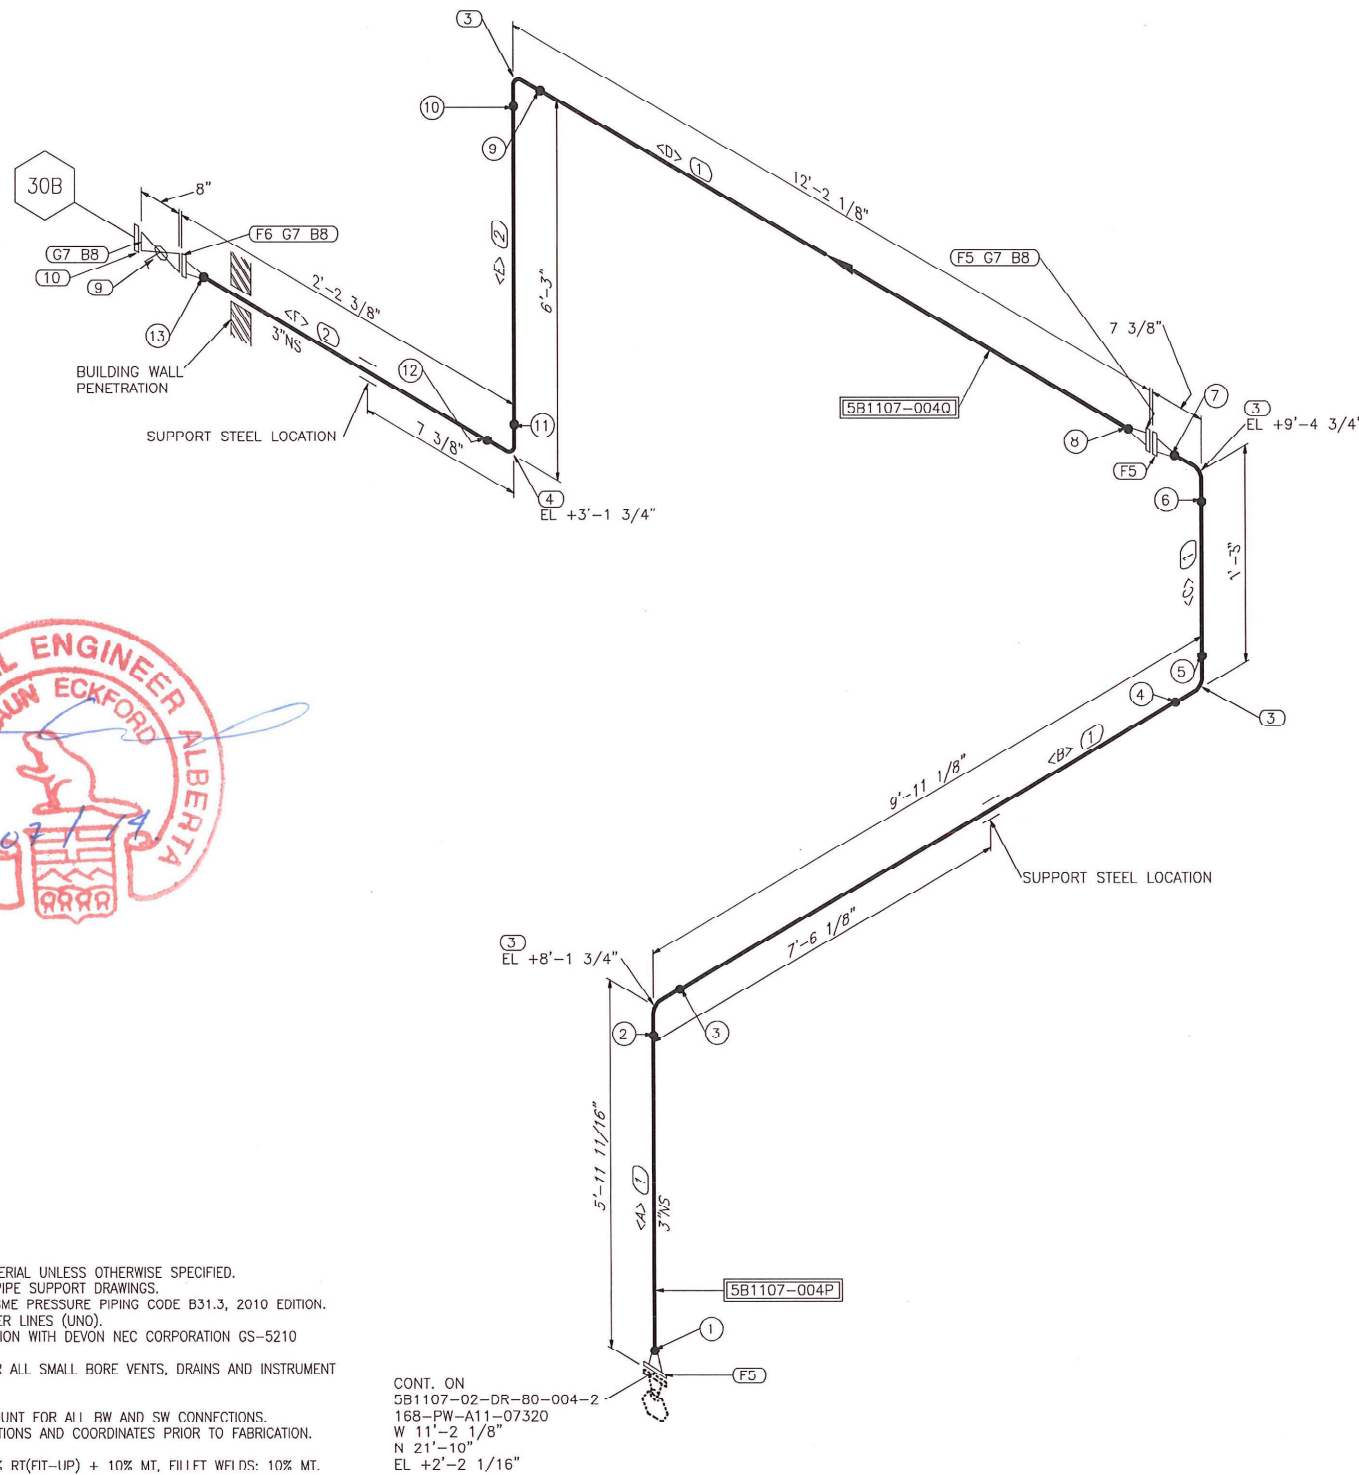 3
10
9
<D> 1
12'-2 1/8"
30B
8"
F6 G7 B8
G7 B8
10
9
<E> 2
6'-3"
F5 G7 B8
2'-2 3/8"
7 3/8"
<F> 2
3"NS
13
BUILDING WALL
PENETRATION
12
5B1107-004Q
7
3
EL +9'-4 3/4"
SUPPORT STEEL LOCATION
7 3/8"
11
8
F5
4
EL +3'-1 3/4"
6
<C> 1
1'-3"
5
4
3
L ENGINEER ALBERTA
AUN ECKFORD
07/14.
<B> 1
9'-11 1/8"
SUPPORT STEEL LOCATION
7'-6 1/8"
3
EL +8'-1 3/4"
2
3
5'-11 11/16"
<A> 1
3"NS
5B1107-004P
1
F5
ERIAL UNLESS OTHERWISE SPECIFIED.
PIPE SUPPORT DRAWINGS.
SME PRESSURE PIPING CODE B31.3, 2010 EDITION.
ER LINES (UNO).
ION WITH DEVON NEC CORPORATION GS-5210
R ALL SMALL BORE VENTS, DRAINS AND INSTRUMENT
UNT FOR ALL BW AND SW CONNECTIONS.
TIONS AND COORDINATES PRIOR TO FABRICATION.
% RT(FIT-UP) + 10% MT, FILLET WELDS: 10% MT.
CONT. ON
5B1107-02-DR-80-004-2
168-PW-A11-07320
W 11'-2 1/8"
N 21'-10"
EL +2'-2 1/16"